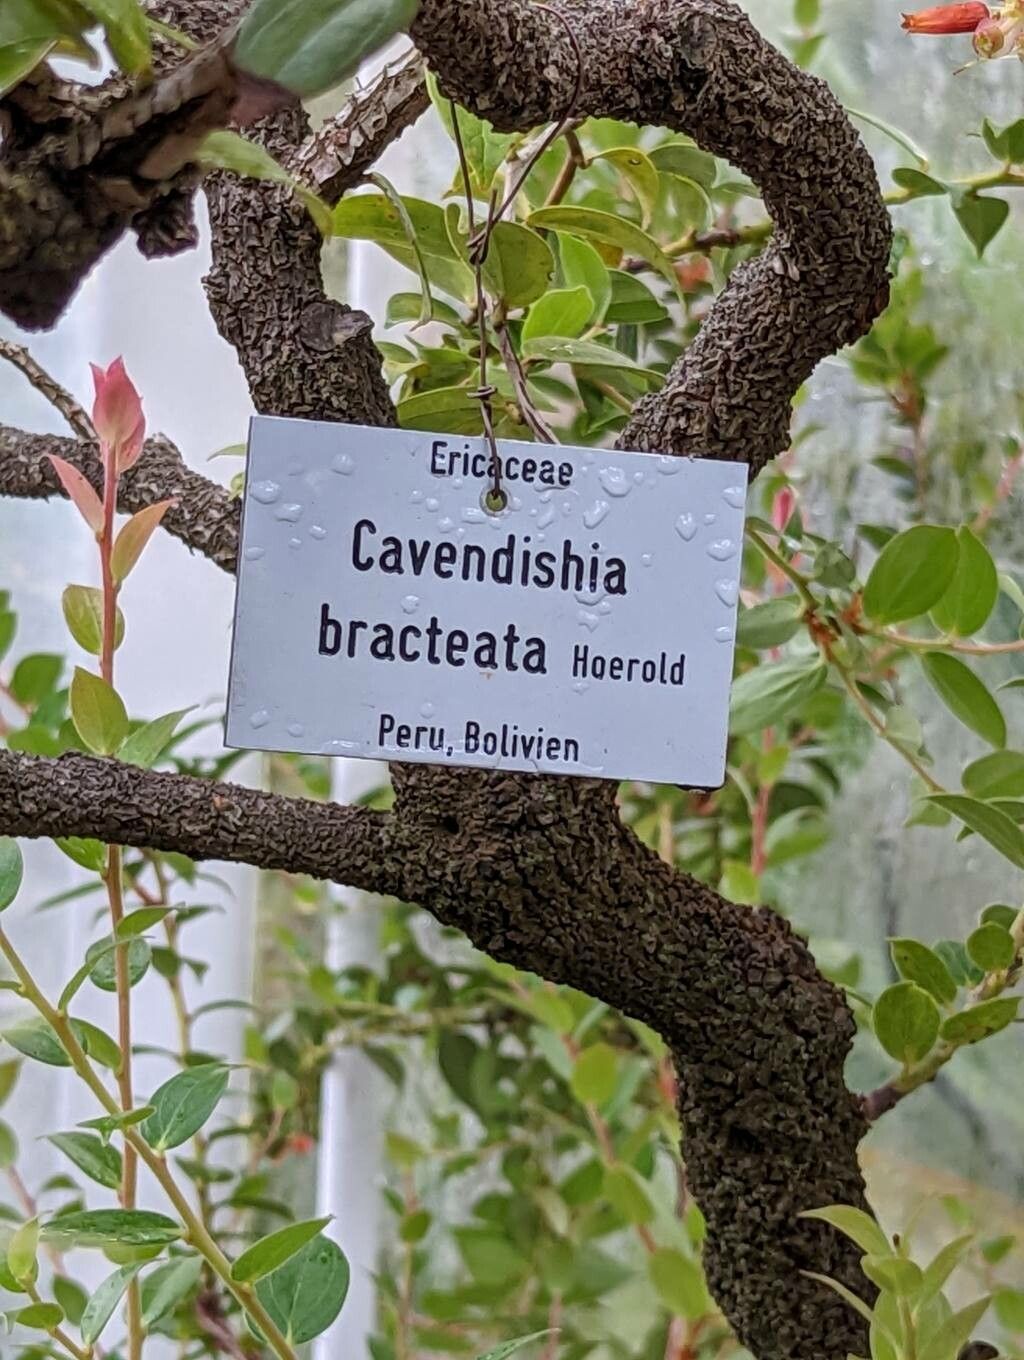 Ericaceae
Cavendishia
bracteata Hoerold
Peru, Bolivien